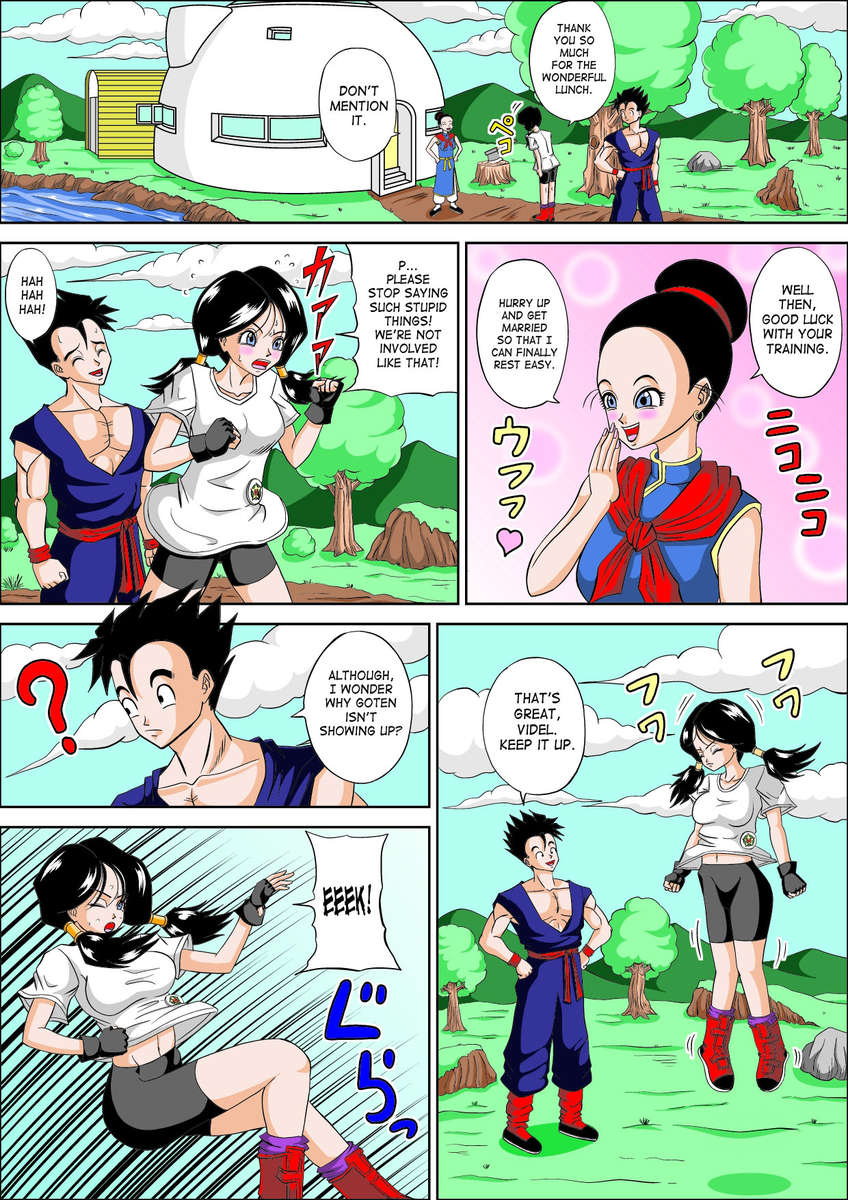 THANK
YOU SO
MUCH
FOR THE
WONDERFUL
LUNCH.
ペコ
DON'T
MENTION
IT.
WELL
THEN,
GOOD LUCK
WITH YOUR
TRAINING.
ニコニコ
HURRY UP
AND GET
MARRIED
SO THAT I
CAN FINALLY
REST EASY.
ウフフ♥
P...
PLEASE
STOP SAYING
SUCH STUPID
THINGS!
WE'RE NOT
INVOLVED
LIKE THAT!
カァァァ
HAH
HAH
HAH!
フワ
フワ
THAT'S
GREAT,
VIDEL.
KEEP IT UP.
ALTHOUGH,
I WONDER
WHY GOTEN
ISN'T
SHOWING UP?
?
EEEK!
ぐらっ